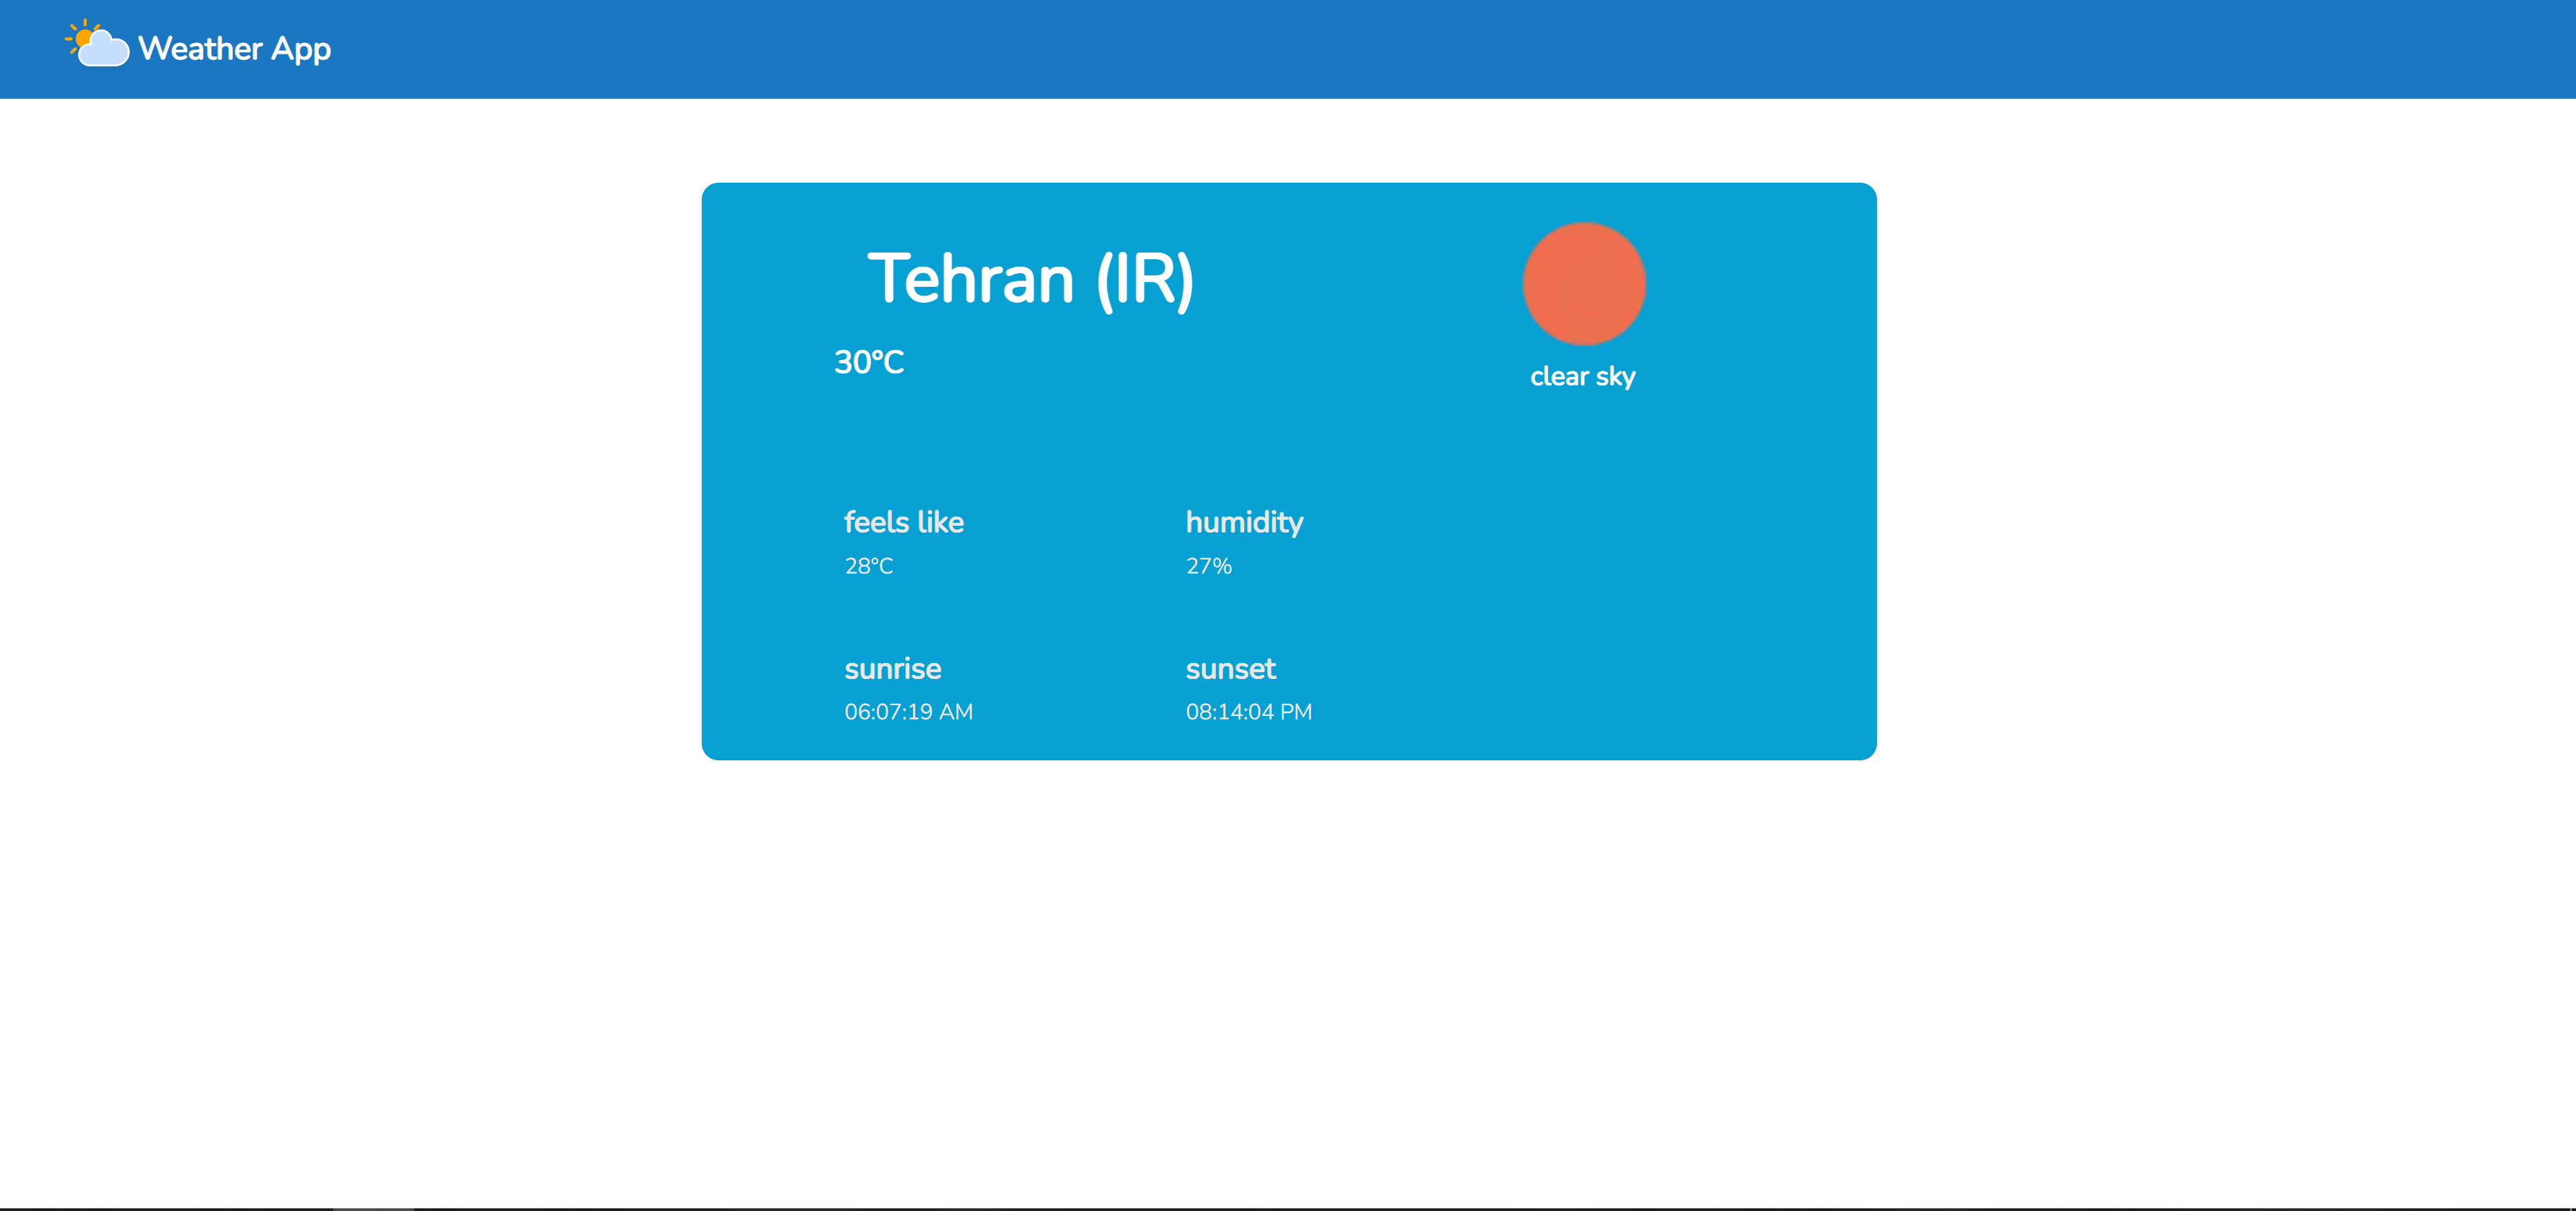 Weather App
Tehran (IR)
30°C
clear sky
feels like
28°C
humidity
27%
sunrise
06:07:19 AM
sunset
08:14:04 PM